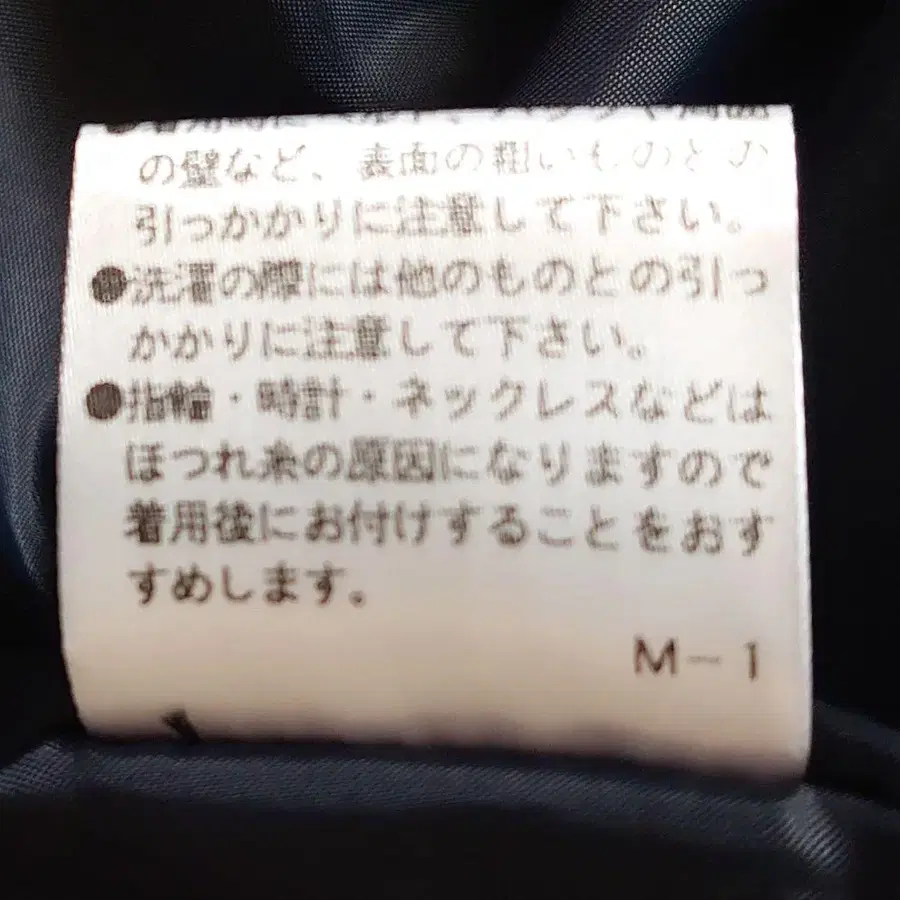 の壁など、表面の粗いものとの
引っかかりに注意して下さい。
●洗濯の際には他のものとの引っ
かかりに注意して下さい。
●指輪・時計・ネックレスなどは
ほつれ糸の原因になりますので
着用後にお付けすることをおす
すめします。
M-1